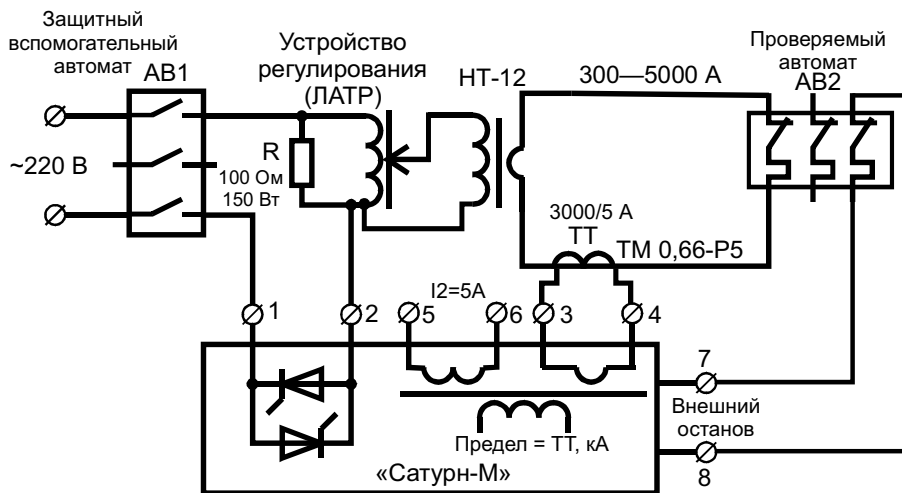 Защитный
вспомогательный
автомат
АВ1
~220 В
Устройство
регулирования
(ЛАТР)
R
100 Ом
150 Вт
НТ-12
300—5000 А
Проверяемый
автомат
АВ2
3000/5 А
ТТ
ТМ 0,66-Р5
I2=5А
1
2
5
6
3
4
7
Внешний
останов
8
Предел = ТТ, кА
«Сатурн-М»